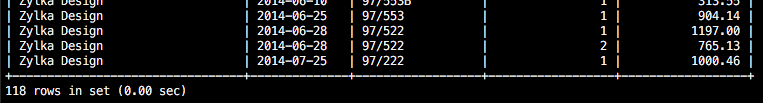 | Zylka Design | 2014-06-10 | 97/553B | 1 | 313.55 |
| Zylka Design | 2014-06-25 | 97/553 | 1 | 904.14 |
| Zylka Design | 2014-06-28 | 97/522 | 1 | 1197.00 |
| Zylka Design | 2014-06-28 | 97/522 | 2 | 765.13 |
| Zylka Design | 2014-07-25 | 97/222 | 1 | 1000.46 |
118 rows in set (0.00 sec)